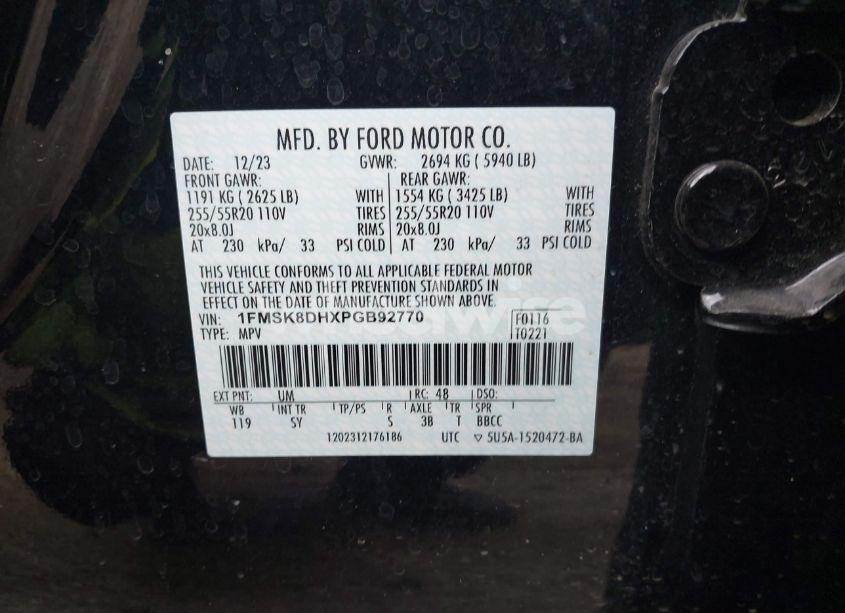 MFD. BY FORD MOTOR CO.
DATE: 12/23 GVWR: 2694 KG ( 5940 LB)
FRONT GAWR: REAR GAWR:
1191 KG ( 2625 LB) WITH 1554 KG ( 3425 LB) WITH
255/55R20 110V TIRES 255/55R20 110V TIRES
20x8.0J RIMS 20x8.0J RIMS
AT 230 kPa/ 33 PSI COLD AT 230 kPa/ 33 PSI COLD
THIS VEHICLE CONFORMS TO ALL APPLICABLE FEDERAL MOTOR
VEHICLE SAFETY AND THEFT PREVENTION STANDARDS IN
EFFECT ON THE DATE OF MANUFACTURE SHOWN ABOVE.
VIN: 1FMSK8DHXPGB92770 F0116
TYPE: MPV T0221
EXT PNT: UM RC: 48 DSO:
WB INT TR TP/PS R AXLE TR SPR
119 SY S 3B T BBCC
1202312176186 UTC ▽ 5U5A-1520472-BA